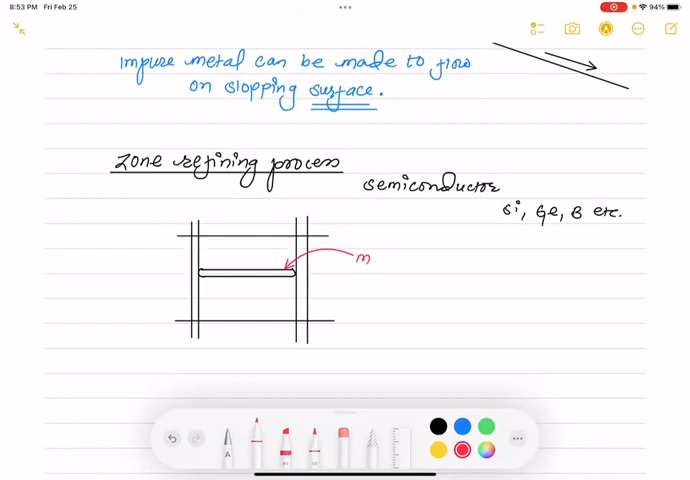 8:53 PM Fri Feb 25
94%
Impure metal can be made to flow
on slopping surface.
Zone refining process
semiconductor
Si, Ge, B etc.
m
A